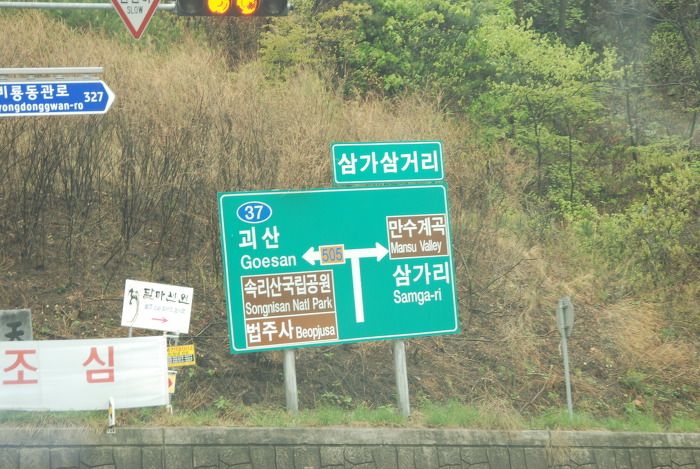 SLOW
룡동관로
yongdonggwan-ro 327
삼가삼거리
37
괴산
Goesan
505
만수계곡
Mansu Valley
속리산국립공원
Songnisan Natl Park
법주사 Beopjusa
삼가리
Samga-ri
조심